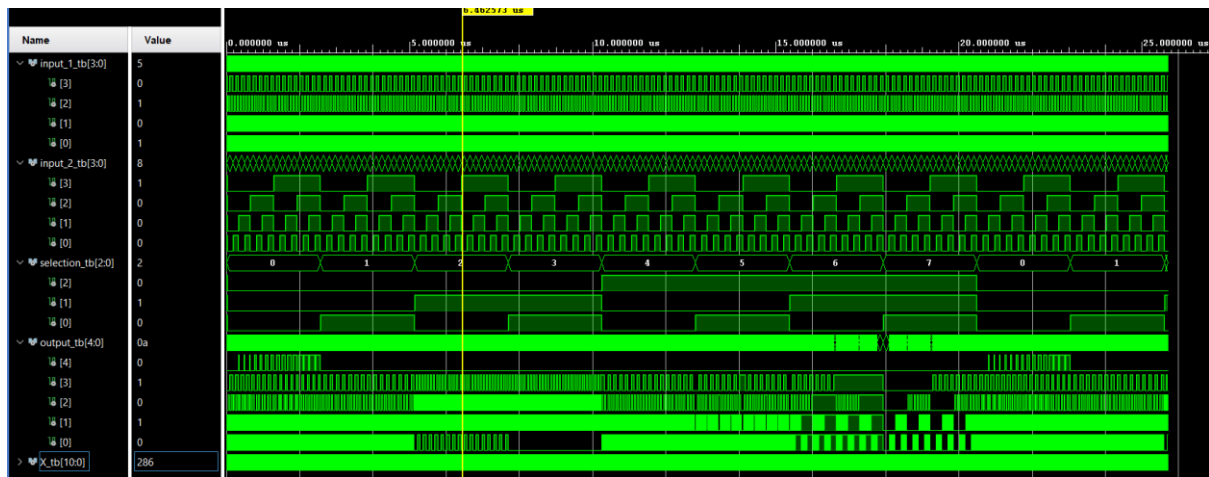 6.462573 us
Name Value 0.000000 us 5.000000 us 10.000000 us 15.000000 us 20.000000 us 25.000000 us
input_1_tb[3:0] 5
[3] 0
[2] 1
[1] 0
[0] 1
input_2_tb[3:0] 8
[3] 1
[2] 0
[1] 0
[0] 0
selection_tb[2:0] 2 0 1 2 3 4 5 6 7 0 1
[2] 0
[1] 1
[0] 0
output_tb[4:0] 0a
[4] 0
[3] 1
[2] 0
[1] 1
[0] 0
X_tb[10:0] 286